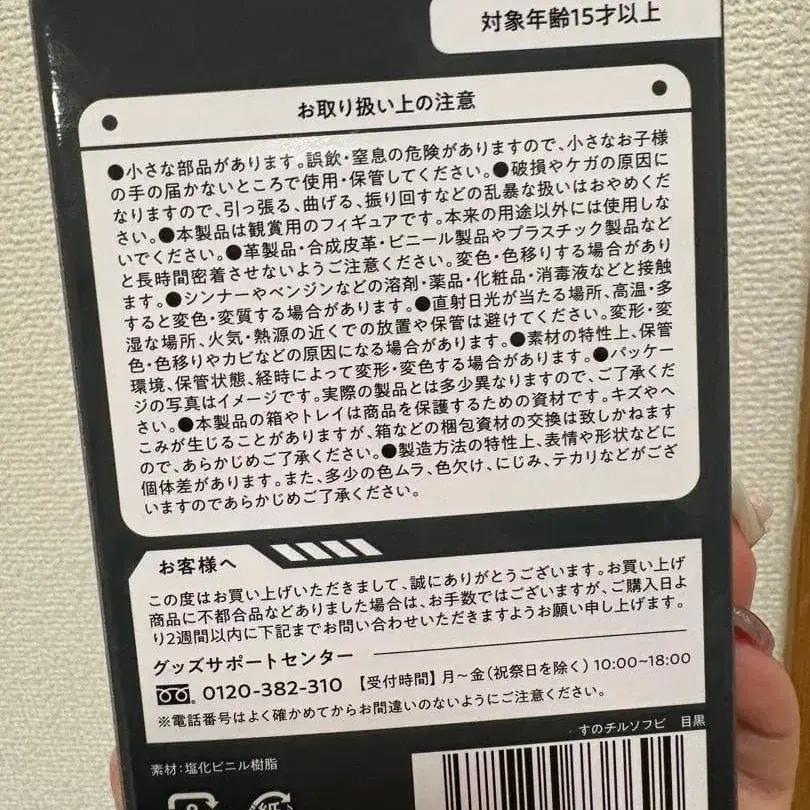 対象年齢15才以上
お取り扱い上の注意
●小さな部品があります。誤飲・窒息の危険がありますので、小さなお子様
の手の届かないところで使用・保管してください。●破損やケガの原因に
なりますので、引っ張る、曲げる、振り回すなどの乱暴な扱いはおやめくだ
さい。●本製品は観賞用のフィギュアです。本来の用途以外には使用しな
いでください。●革製品・合成皮革・ビニール製品やプラスチック製品など
と長時間密着させないようご注意ください。変色・色移りする場合があり
ます。●シンナーやベンジンなどの溶剤・薬品・化粧品・消毒液などと接触
すると変色・変質する場合があります。●直射日光が当たる場所、高温・多
湿な場所、火気・熱源の近くでの放置や保管は避けてください。変形・変
色・色移りやカビなどの原因になる場合があります。●素材の特性上、保管
環境、保管状態、経時によって変形・変色する場合があります。●パッケー
ジの写真はイメージです。実際の製品とは多少異なりますので、ご了承くだ
さい。●本製品の箱やトレイは商品を保護するための資材です。キズやへ
こみが生じることがありますが、箱などの梱包資材の交換は致しかねます
ので、あらかじめご了承ください。●製造方法の特性上、表情や形状などに
個体差があります。また、多少の色ムラ、色欠け、にじみ、テカリなどがござ
いますのであらかじめご了承ください。
お客様へ
この度はお買い上げいただきまして、誠にありがとうございます。お買い上げ
商品に不都合品などありました場合は、お手数ではございますが、ご購入日よ
り2週間以内に下記までお問い合わせいただきますようお願い申し上げます。
グッズサポートセンター
0120-382-310 【受付時間】月〜金(祝祭日を除く)10:00~18:00
※電話番号はよく確かめてからお間違いのないようにご注意ください。
すのチルソフビ 目黒
素材:塩化ビニル樹脂
紙